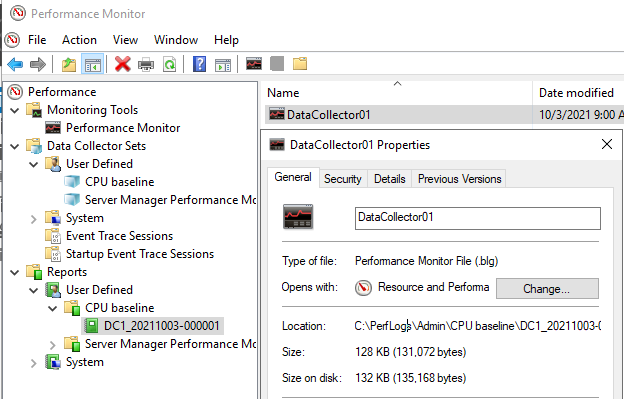 Performance Monitor
File Action View Window Help
Performance
Monitoring Tools
Performance Monitor
Data Collector Sets
User Defined
CPU baseline
Server Manager Performance Mo
System
Event Trace Sessions
Startup Event Trace Sessions
Reports
User Defined
CPU baseline
DC1_20211003-000001
Server Manager Performance Mo
System
Name Date modified
DataCollector01 10/3/2021 9:00 A
DataCollector01 Properties
General Security Details Previous Versions
DataCollector01
Type of file: Performance Monitor File (.blg)
Opens with: Resource and Performa Change...
Location: C:\PerfLogs\Admin\CPU baseline\DC1_20211003-0
Size: 128 KB (131,072 bytes)
Size on disk: 132 KB (135,168 bytes)